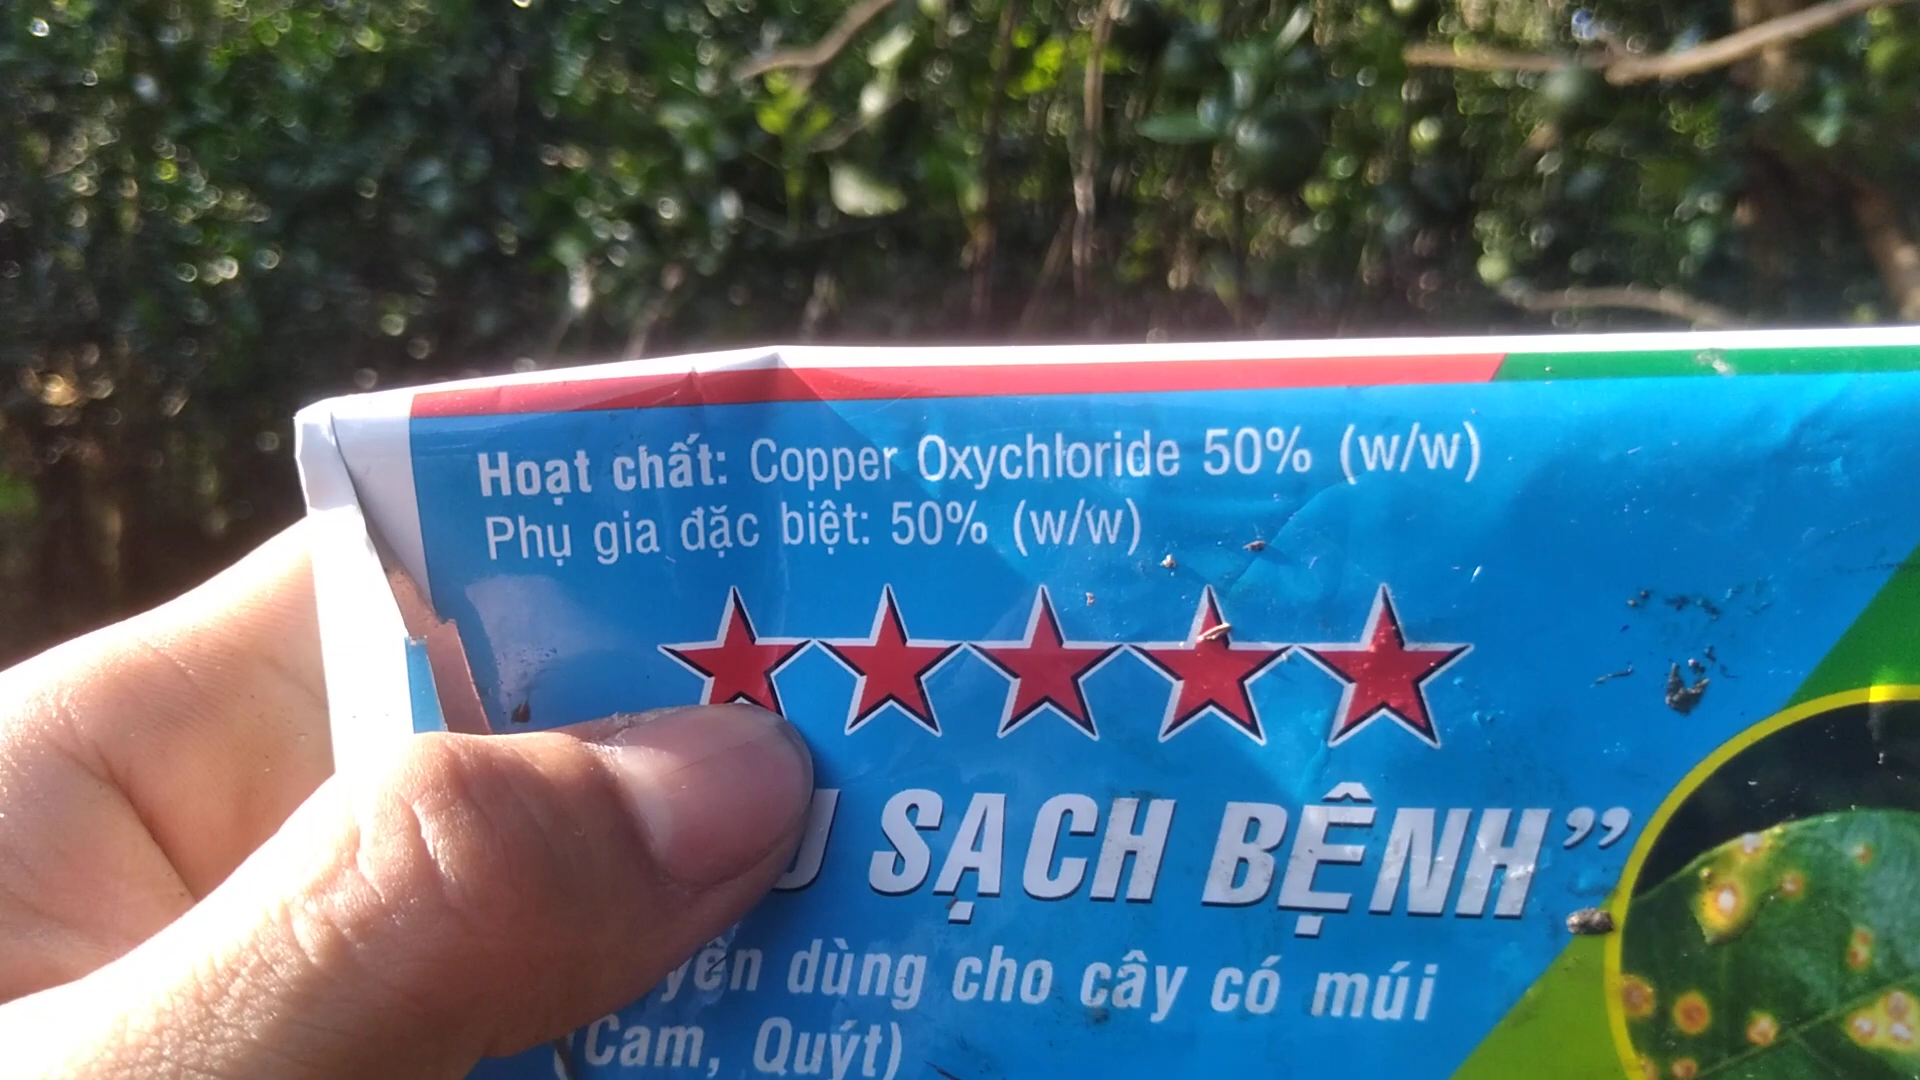 Hoạt chất: Copper Oxychloride 50% (w/w)
Phụ gia đặc biệt: 50% (w/w)
SẠCH BỆNH”
dùng cho cây có múi
(Cam, Quýt)